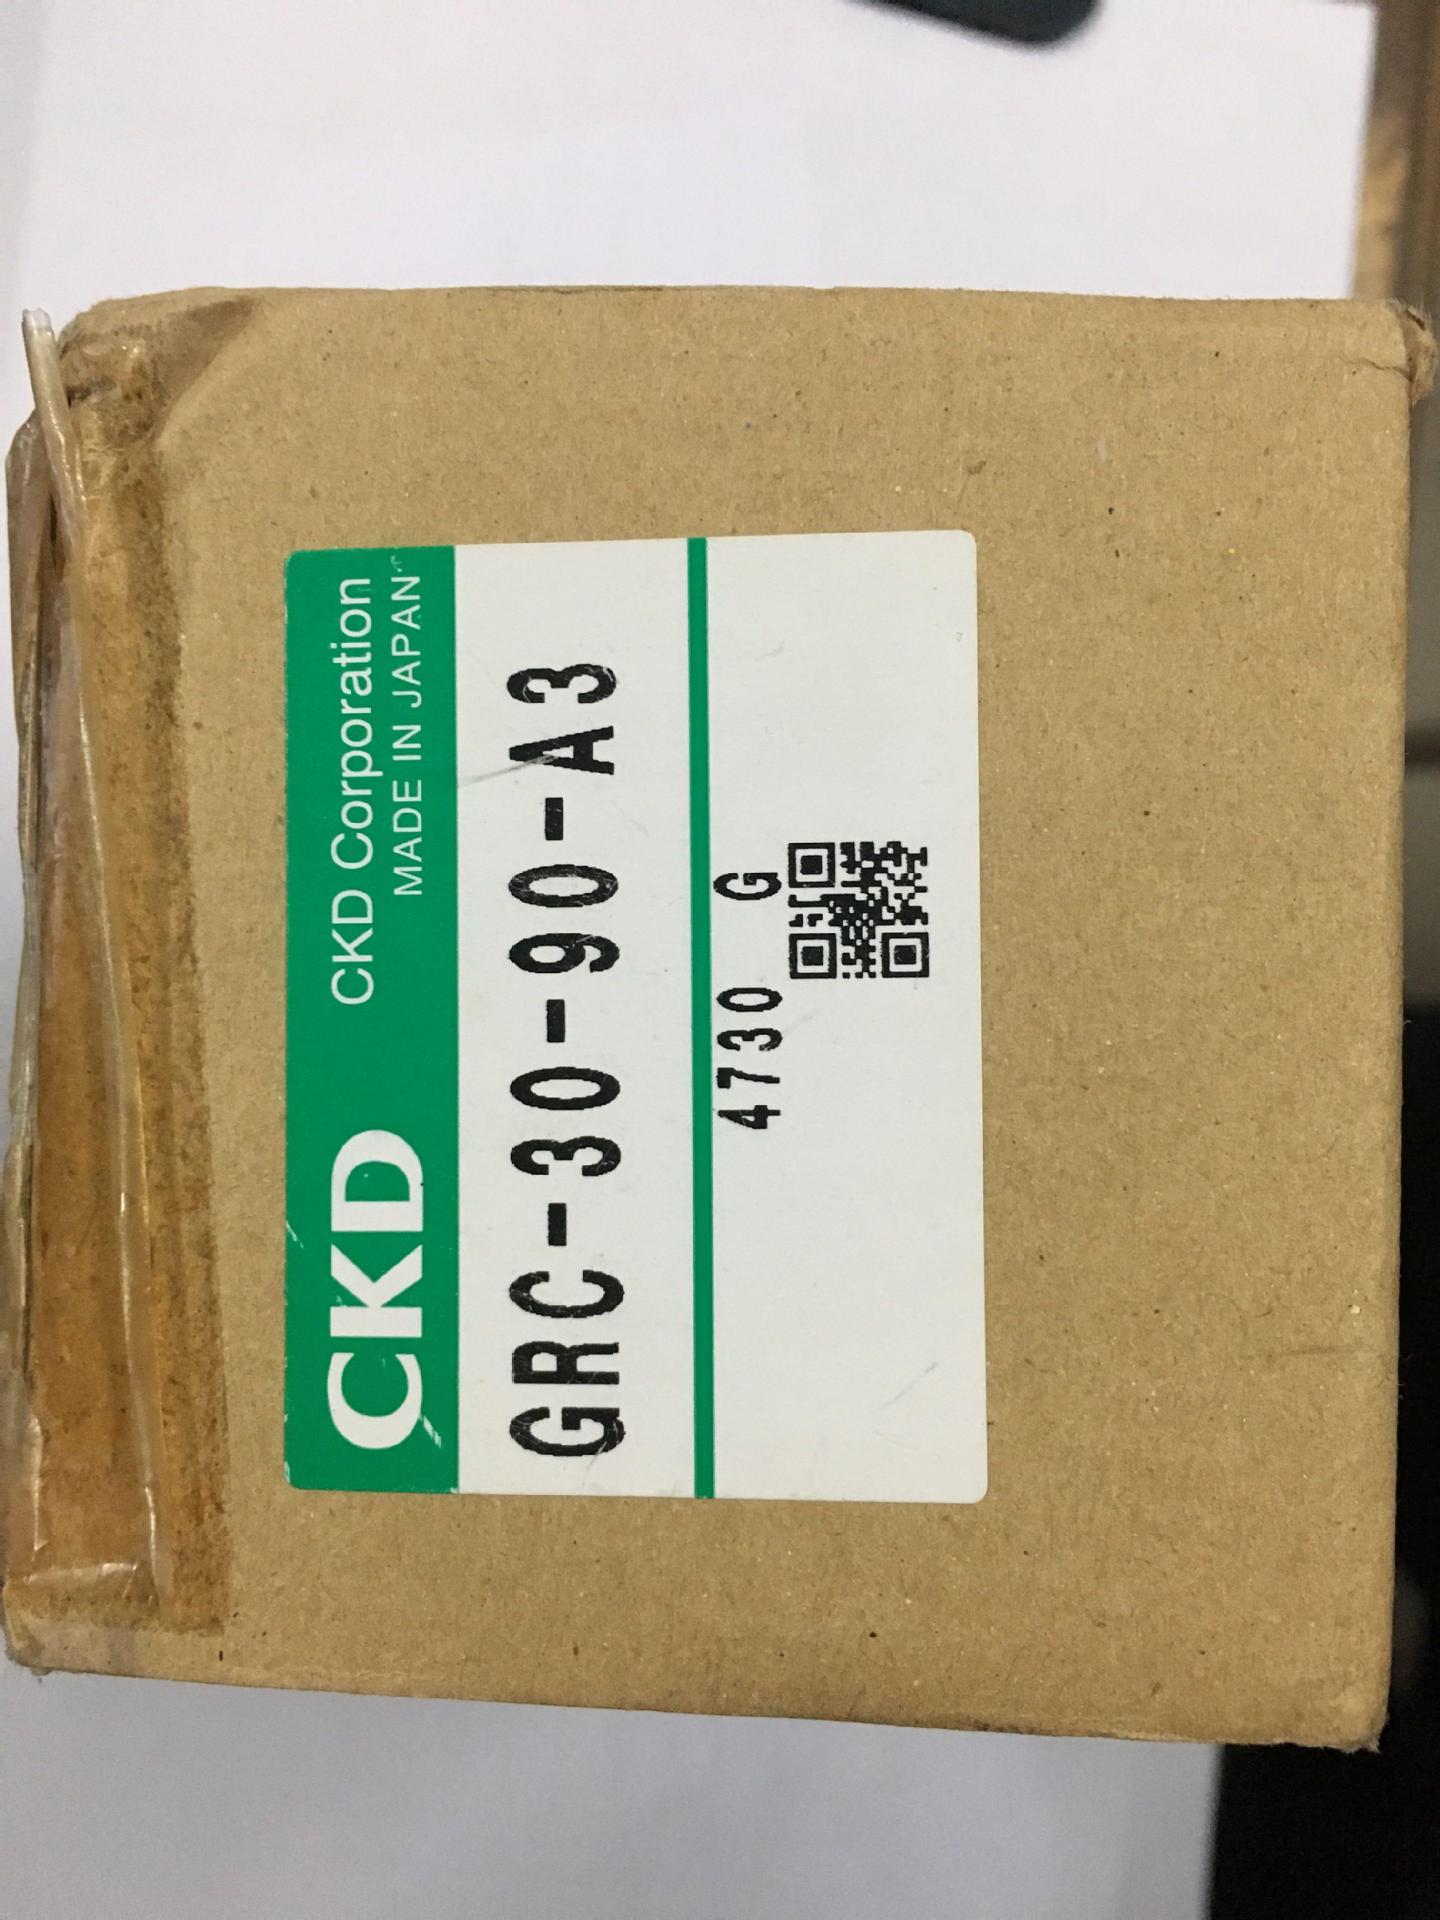 CKD
CKD Corporation
MADE IN JAPAN
GRC-30-90-A3
4730 G